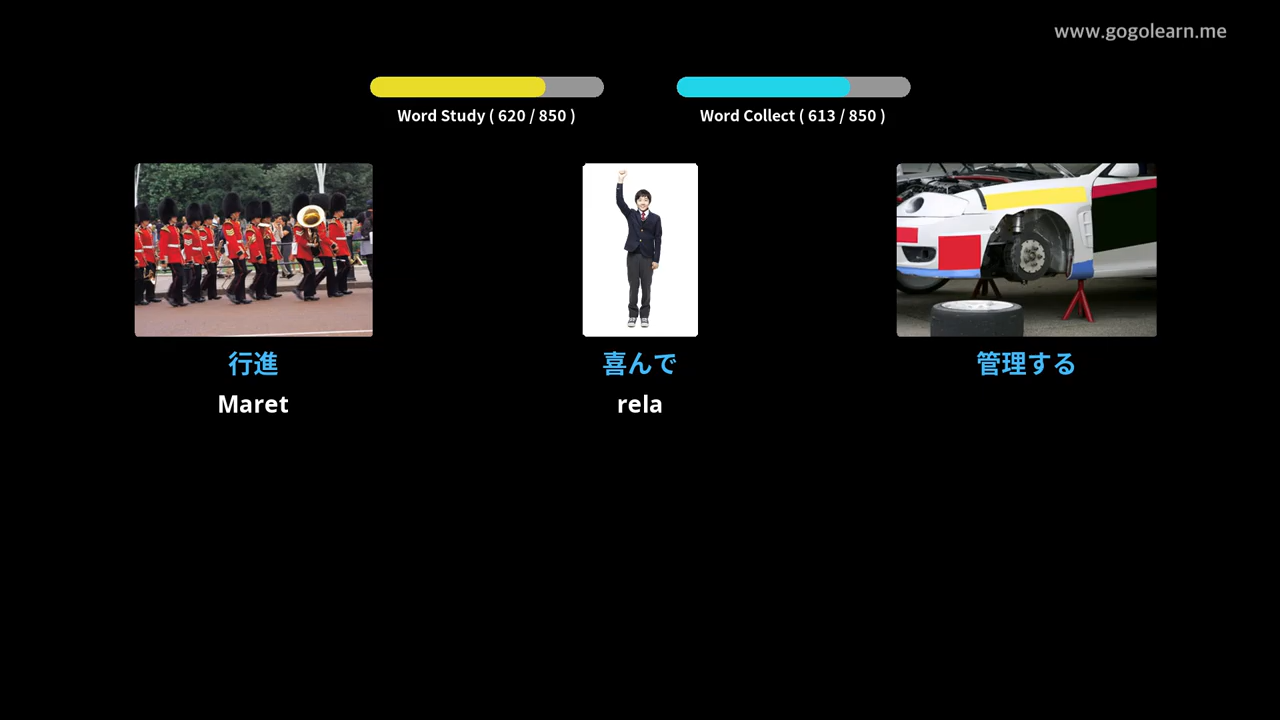 www.gogolearn.me
Word Study ( 620 / 850 )
Word Collect ( 613 / 850 )
行進
喜んで
管理する
Maret
rela